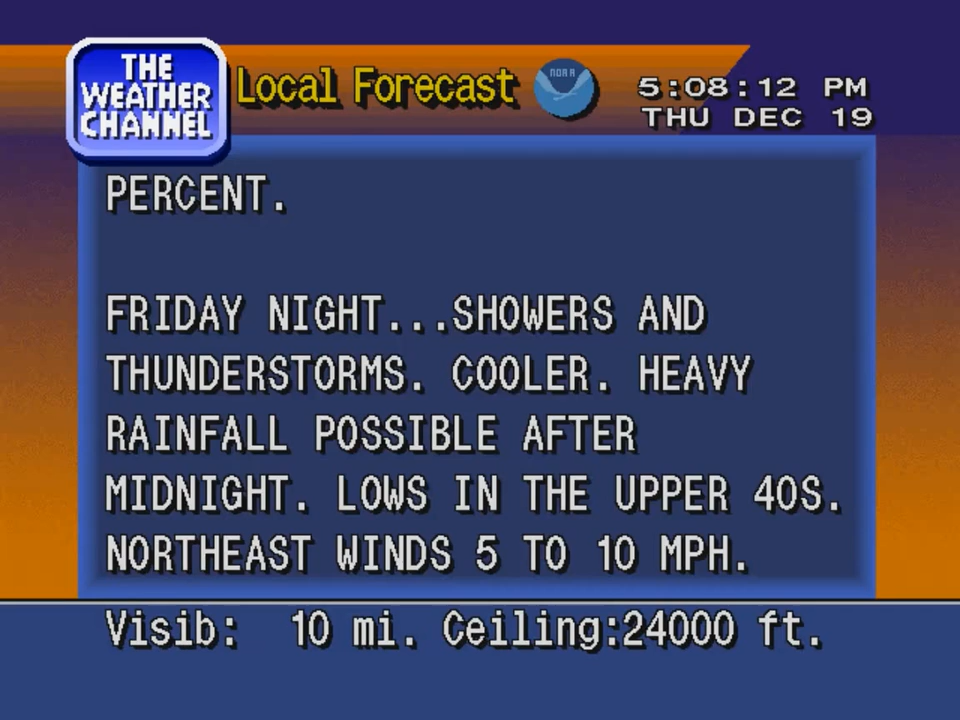 THE
WEATHER
CHANNEL
Local Forecast
NOAA
5:08:12 PM
THU DEC 19
PERCENT.
FRIDAY NIGHT...SHOWERS AND
THUNDERSTORMS. COOLER. HEAVY
RAINFALL POSSIBLE AFTER
MIDNIGHT. LOWS IN THE UPPER 40S.
NORTHEAST WINDS 5 TO 10 MPH.
Visib: 10 mi. Ceiling:24000 ft.